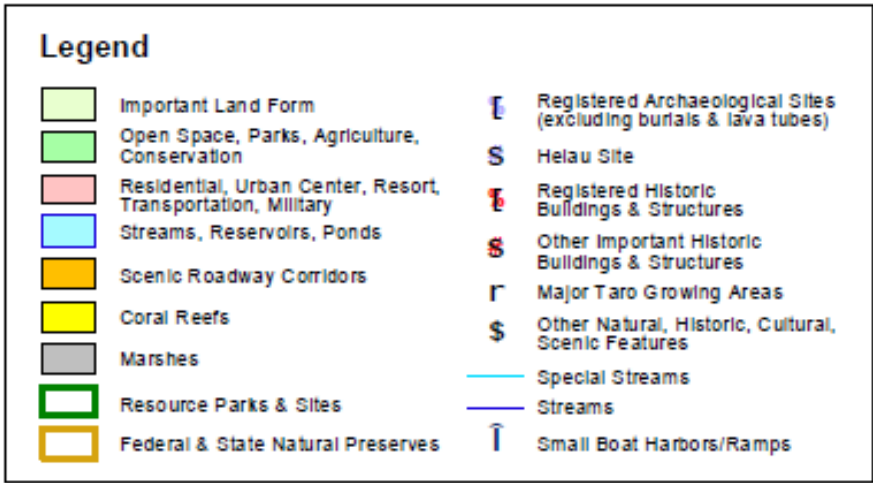 Legend
Important Land Form
Open Space, Parks, Agriculture,
Conservation
Residential, Urban Center, Resort,
Transportation, Military
Streams, Reservoirs, Ponds
Scenic Roadway Corridors
Coral Reefs
Marshes
Resource Parks & Sites
Federal & State Natural Preserves
Registered Archaeological Sites
(excluding burials & lava tubes)
S Heiau Site
Registered Historic
Buildings & Structures
S Other Important Historic
Buildings & Structures
r Major Taro Growing Areas
$ Other Natural, Historic, Cultural,
Scenic Features
Special Streams
Streams
Small Boat Harbors/Ramps